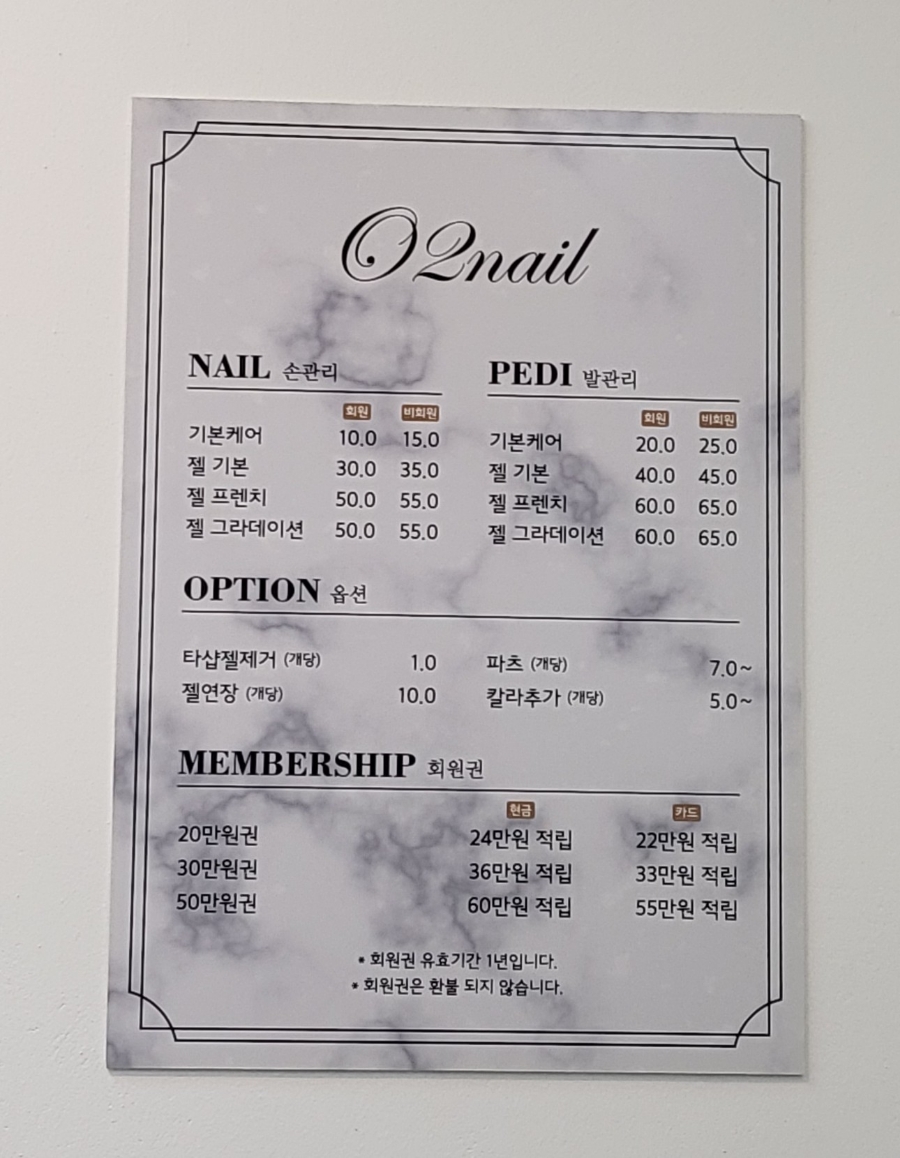 O2nail
NAIL 손관리
회원 비회원
기본케어 10.0 15.0
젤 기본 30.0 35.0
젤 프렌치 50.0 55.0
젤 그라데이션 50.0 55.0
PEDI 발관리
회원 비회원
기본케어 20.0 25.0
젤 기본 40.0 45.0
젤 프렌치 60.0 65.0
젤 그라데이션 60.0 65.0
OPTION 옵션
타샵젤제거 (개당) 1.0
젤연장 (개당) 10.0
파츠 (개당) 7.0~
칼라추가 (개당) 5.0~
MEMBERSHIP 회원권
현금 카드
20만원권 24만원 적립 22만원 적립
30만원권 36만원 적립 33만원 적립
50만원권 60만원 적립 55만원 적립
* 회원권 유효기간 1년입니다.
* 회원권은 환불 되지 않습니다.